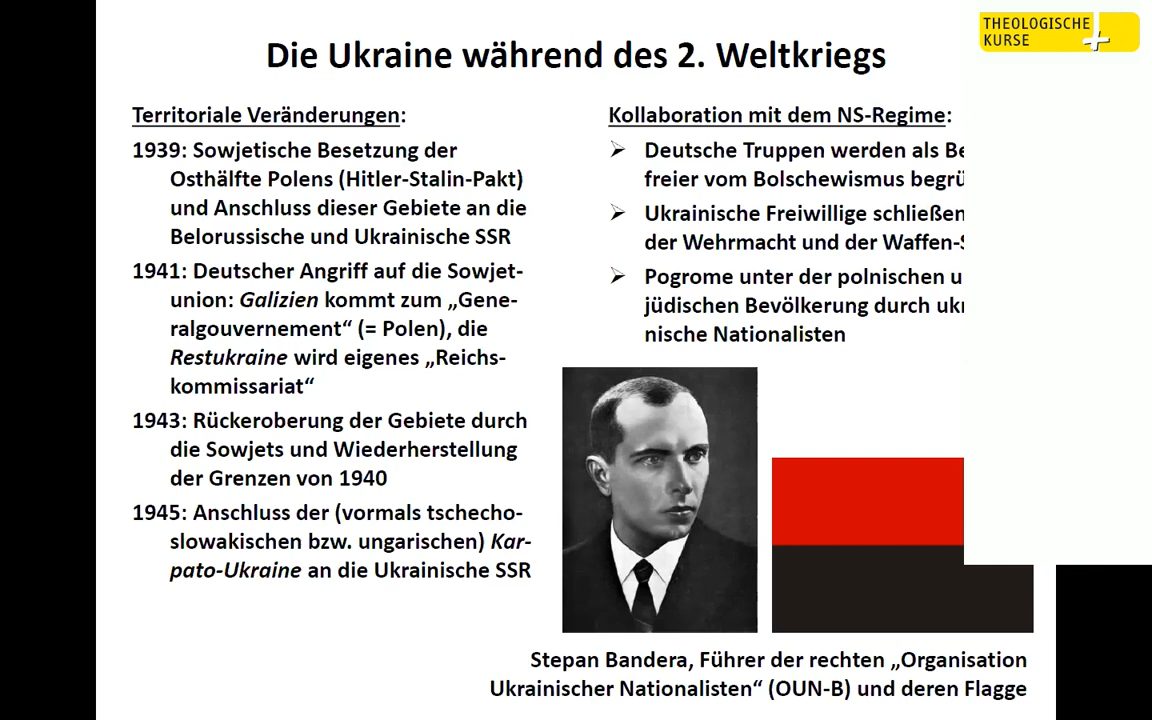 THEOLOGISCHE
KURSE
Die Ukraine während des 2. Weltkriegs
Territoriale Veränderungen:
1939: Sowjetische Besetzung der
Osthälfte Polens (Hitler-Stalin-Pakt)
und Anschluss dieser Gebiete an die
Belorussische und Ukrainische SSR
1941: Deutscher Angriff auf die Sowjet-
union: Galizien kommt zum „Gene-
ralgouvernement“ (= Polen), die
Restukraine wird eigenes „Reichs-
kommissariat“
1943: Rückeroberung der Gebiete durch
die Sowjets und Wiederherstellung
der Grenzen von 1940
1945: Anschluss der (vormals tschecho-
slowakischen bzw. ungarischen) Kar-
pato-Ukraine an die Ukrainische SSR
Kollaboration mit dem NS-Regime:
Deutsche Truppen werden als
freier vom Bolschewismus
Ukrainische Freiwillige schließen
der Wehrmacht und der
Pogrome unter der polnischen
jüdischen Bevölkerung durch
nische Nationalisten
Stepan Bandera, Führer der rechten „Organisation
Ukrainischer Nationalisten“ (OUN-B) und deren Flagge